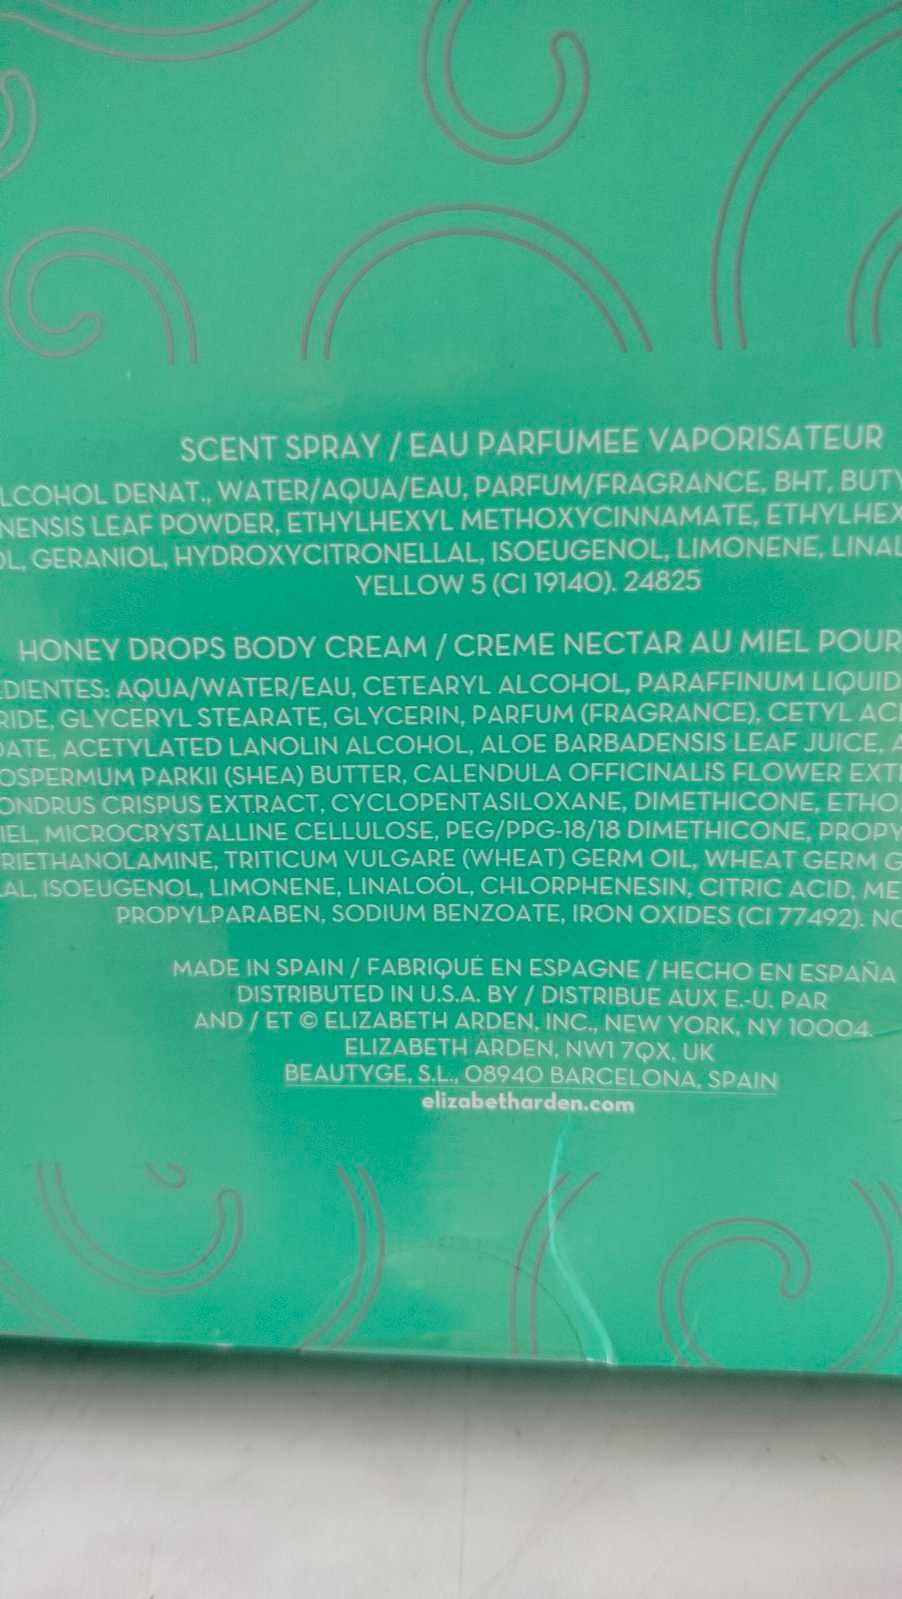 SCENT SPRAY / EAU PARFUMEE VAPORISATEUR
LCOHOL DENAT., WATER/AQUA/EAU, PARFUM/FRAGRANCE, BHT, BUTY
NENSIS LEAF POWDER, ETHYLHEXYL METHOXYCINNAMATE, ETHYLHEX
OL, GERANIOL, HYDROXYCITRONELLAL, ISOEUGENOL, LIMONENE, LINAL
YELLOW 5 (CI 19140). 24825
HONEY DROPS BODY CREAM / CREME NECTAR AU MIEL POUR
EDIENTES: AQUA/WATER/EAU, CETEARYL ALCOHOL, PARAFFINUM LIQUID
RIDE, GLYCERYL STEARATE, GLYCERIN, PARFUM (FRAGRANCE), CETYL AC
OATE, ACETYLATED LANOLIN ALCOHOL, ALOE BARBADENSIS LEAF JUICE, A
OSPERMUM PARKII (SHEA) BUTTER, CALENDULA OFFICINALIS FLOWER EXT
ONDRUS CRISPUS EXTRACT, CYCLOPENTASILOXANE, DIMETHICONE, ETHO
IEL, MICROCRYSTALLINE CELLULOSE, PEG/PPG-18/18 DIMETHICONE, PROPY
RIETHANOLAMINE, TRITICUM VULGARE (WHEAT) GERM OIL, WHEAT GERM G
AL, ISOEUGENOL, LIMONENE, LINALOOL, CHLORPHENESIN, CITRIC ACID, ME
PROPYLPARABEN, SODIUM BENZOATE, IRON OXIDES (CI 77492). NO
MADE IN SPAIN / FABRIQUÉ EN ESPAGNE / HECHO EN ESPAÑA
DISTRIBUTED IN U.S.A. BY / DISTRIBUE AUX E.-U. PAR
AND / ET © ELIZABETH ARDEN, INC., NEW YORK, NY 10004.
ELIZABETH ARDEN, NW1 7QX, UK
BEAUTYGE, S.L., 08940 BARCELONA, SPAIN
elizabetharden.com